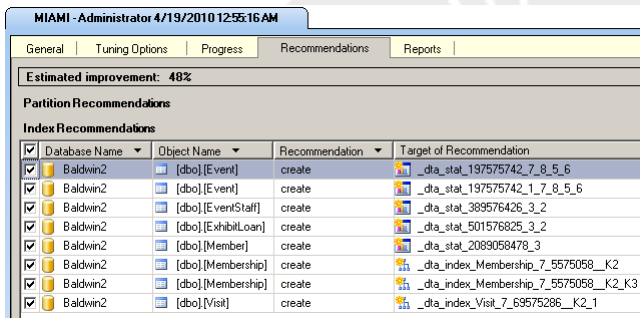 MIAMI - Administrator 4/19/2010 12:55:16 AM
General Tuning Options Progress Recommendations Reports
Estimated improvement: 48%
Partition Recommendations
Index Recommendations
Database Name Object Name Recommendation Target of Recommendation
Baldwin2 [dbo].[Event] create _dta_stat_197575742_7_8_5_6
Baldwin2 [dbo].[Event] create _dta_stat_197575742_1_7_8_5_6
Baldwin2 [dbo].[EventStaff] create _dta_stat_389576426_3_2
Baldwin2 [dbo].[ExhibitLoan] create _dta_stat_501576825_3_2
Baldwin2 [dbo].[Member] create _dta_stat_2089058478_3
Baldwin2 [dbo].[Membership] create _dta_index_Membership_7_5575058__K2
Baldwin2 [dbo].[Membership] create _dta_index_Membership_7_5575058__K2_K3
Baldwin2 [dbo].[Visit] create _dta_index_Visit_7_69575286__K2_1